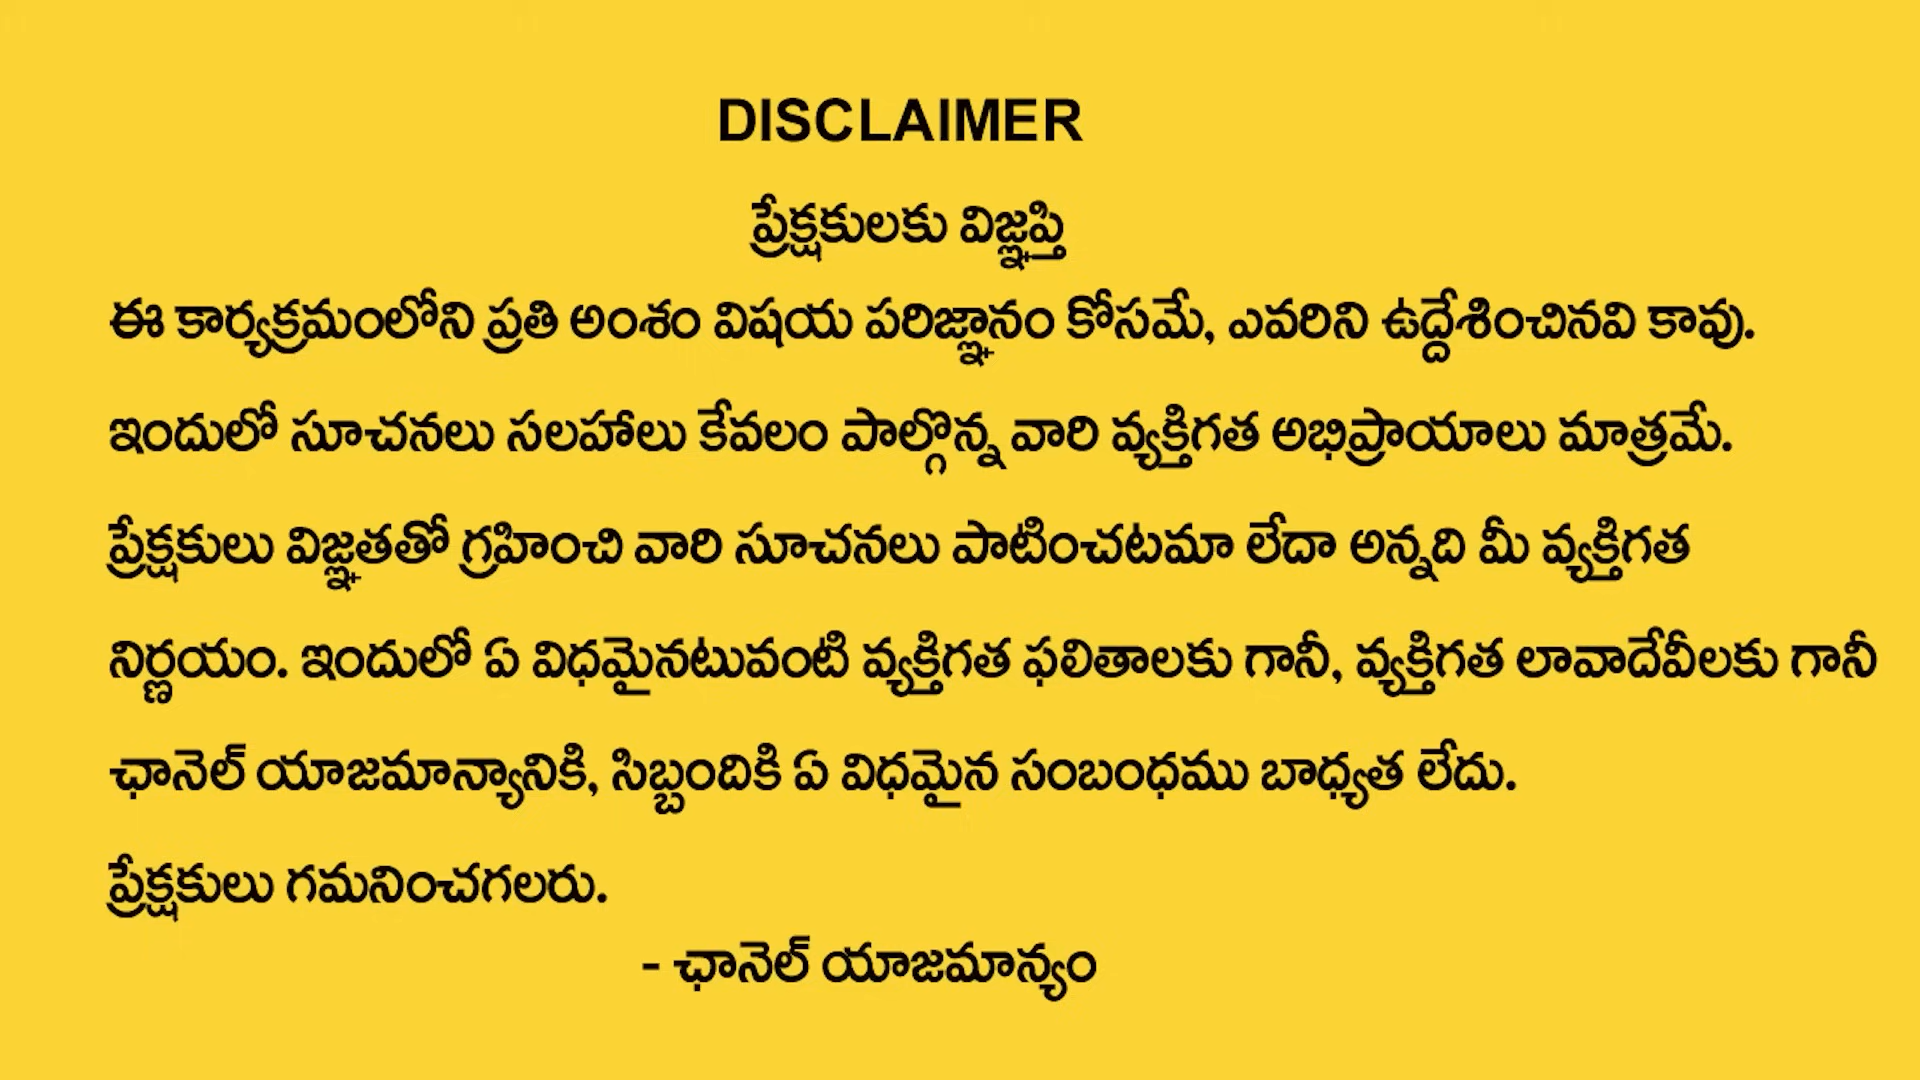 DISCLAIMER
ప్రేక్షకులకు విజ్ఞప్తి
ఈ కార్యక్రమంలోని ప్రతి అంశం విషయ పరిజ్ఞానం కోసమే, ఎవరిని ఉద్దేశించినవి కావు.
ఇందులో సూచనలు సలహాలు కేవలం పాల్గొన్న వారి వ్యక్తిగత అభిప్రాయాలు మాత్రమే.
ప్రేక్షకులు విజ్ఞతతో గ్రహించి వారి సూచనలు పాటించటమా లేదా అన్నది మీ వ్యక్తిగత
నిర్ణయం. ఇందులో ఏ విధమైనటువంటి వ్యక్తిగత ఫలితాలకు గానీ, వ్యక్తిగత లావాదేవీలకు గానీ
ఛానెల్ యాజమాన్యానికి, సిబ్బందికి ఏ విధమైన సంబంధము బాధ్యత లేదు.
ప్రేక్షకులు గమనించగలరు.
- ఛానెల్ యాజమాన్యం